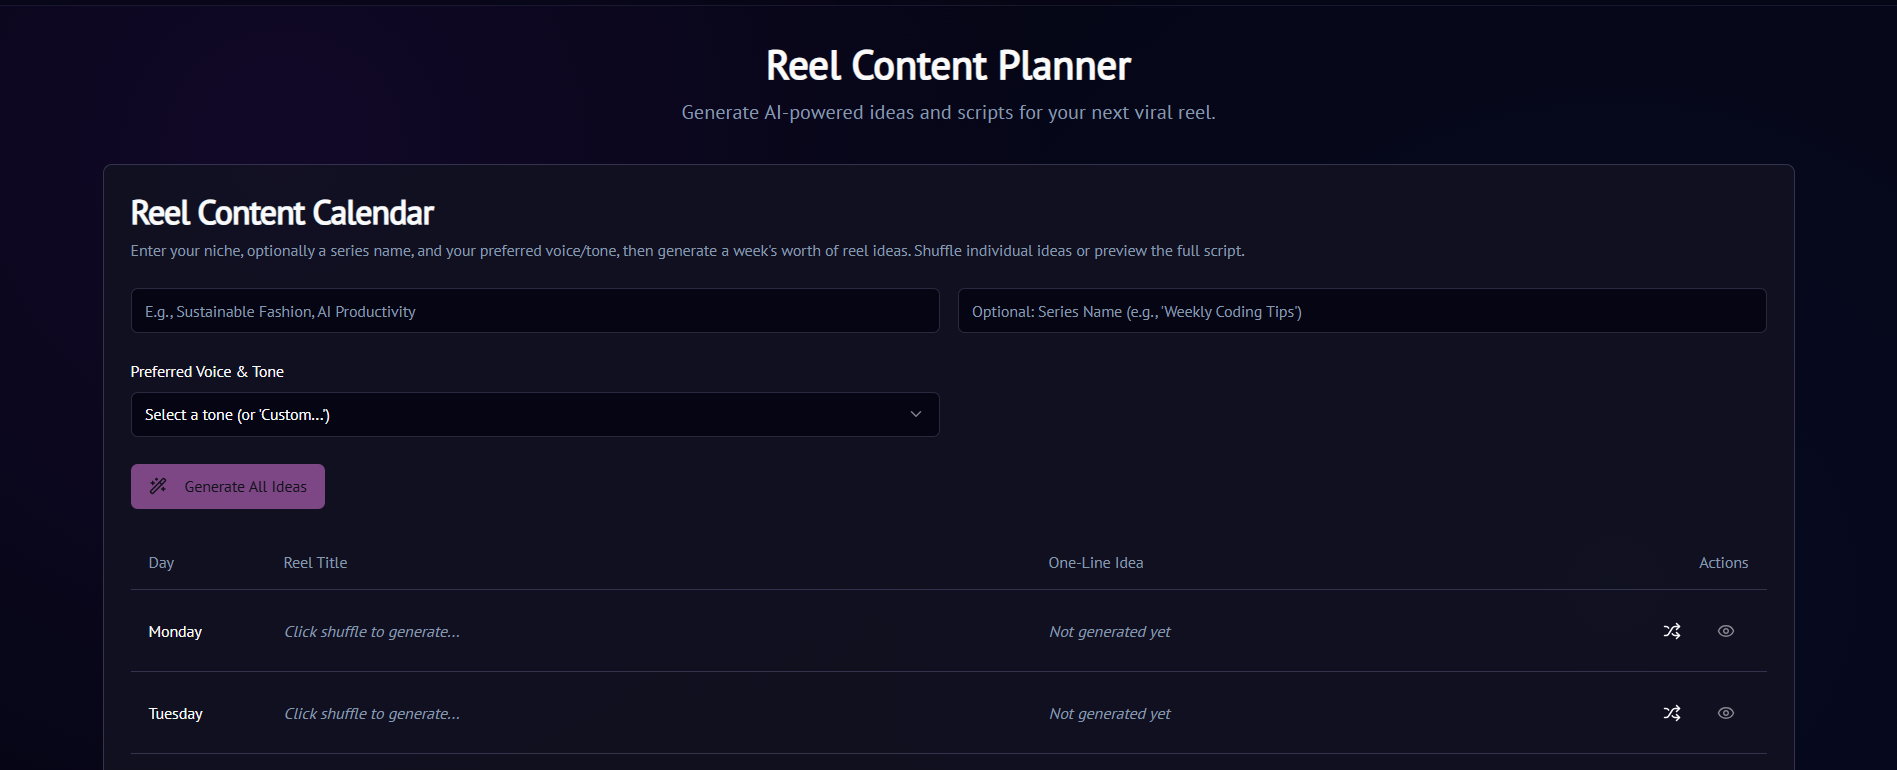 Reel Content Planner
Generate AI-powered ideas and scripts for your next viral reel.
Reel Content Calendar
Enter your niche, optionally a series name, and your preferred voice/tone, then generate a week's worth of reel ideas. Shuffle individual ideas or preview the full script.
E.g., Sustainable Fashion, AI Productivity
Optional: Series Name (e.g., 'Weekly Coding Tips')
Preferred Voice & Tone
Select a tone (or 'Custom...')
Generate All Ideas
Day Reel Title One-Line Idea Actions
Monday Click shuffle to generate... Not generated yet
Tuesday Click shuffle to generate... Not generated yet